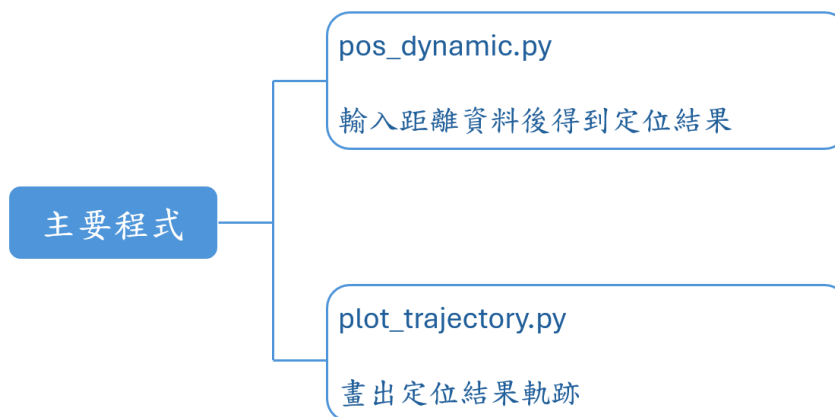 pos_dynamic.py
輸入距離資料後得到定位結果
主要程式
plot_trajectory.py
畫出定位結果軌跡